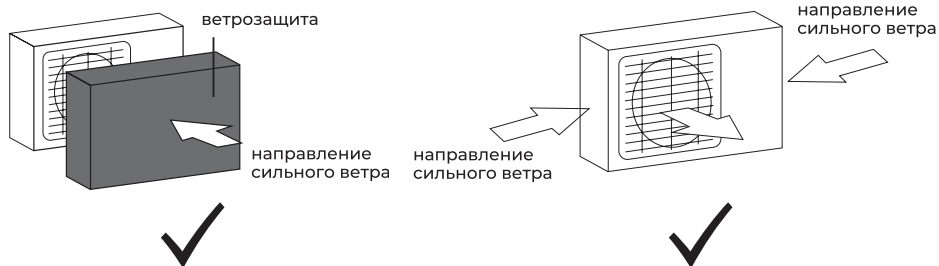 ветрозащита
направление
сильного ветра
направление
сильного ветра
направление
сильного ветра